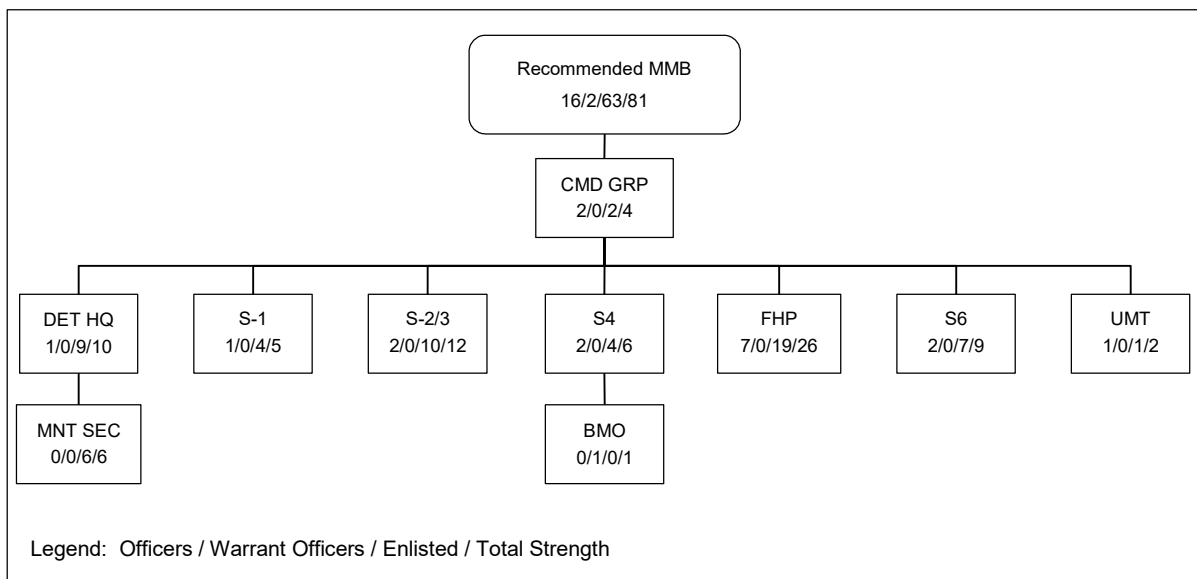 Recommended MMB
16/2/63/81
CMD GRP
2/0/2/4
DET HQ
1/0/9/10
S-1
1/0/4/5
S-2/3
2/0/10/12
S4
2/0/4/6
FHP
7/0/19/26
S6
2/0/7/9
UMT
1/0/1/2
MNT SEC
0/0/6/6
BMO
0/1/0/1
Legend: Officers / Warrant Officers / Enlisted / Total Strength